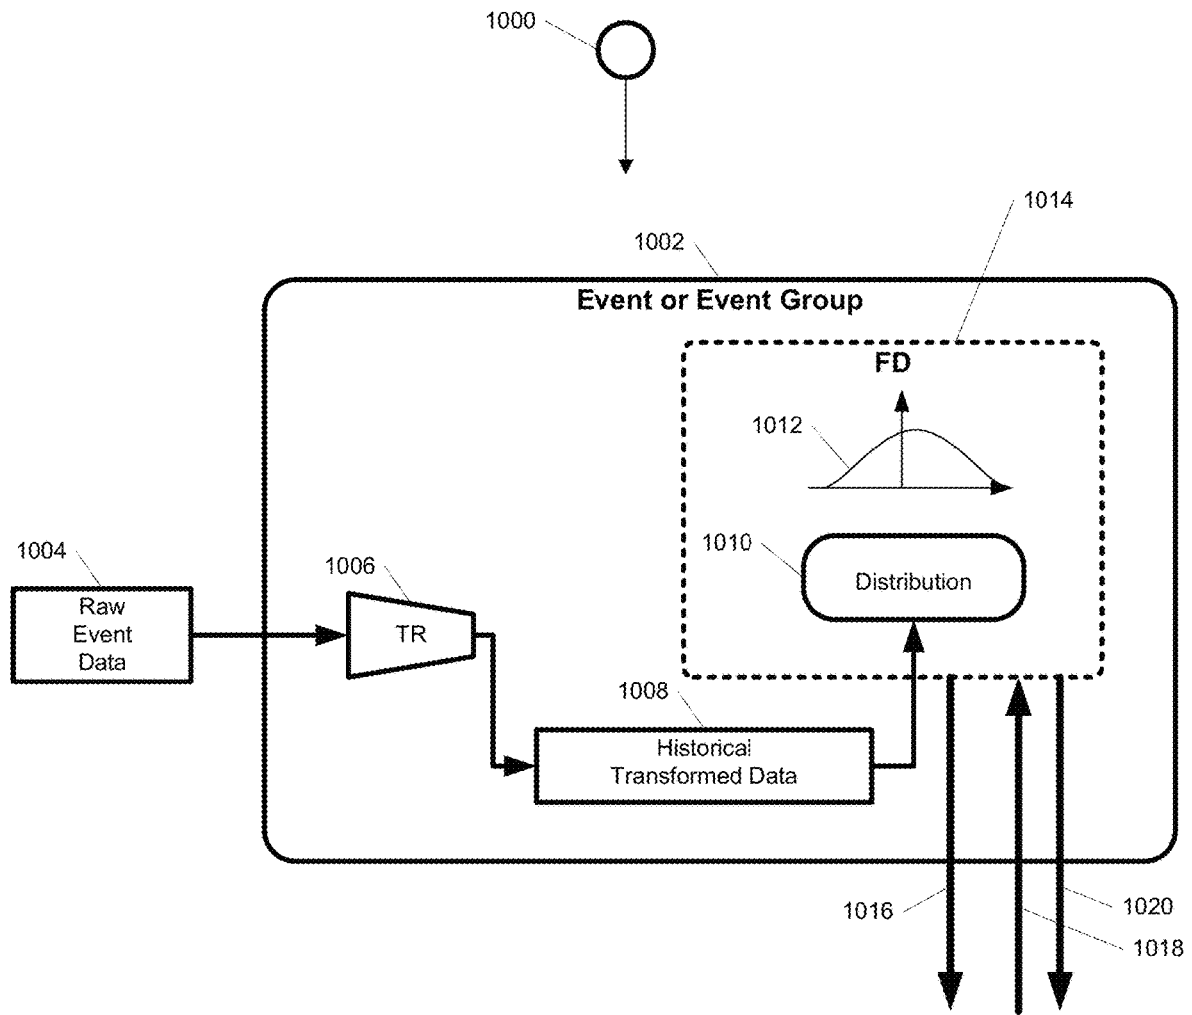 1000
1014
1002
Event or Event Group
FD
1012
1004
1006
1010
Raw
Event
Data
TR
Distribution
1008
Historical
Transformed Data
1016
1020
1018